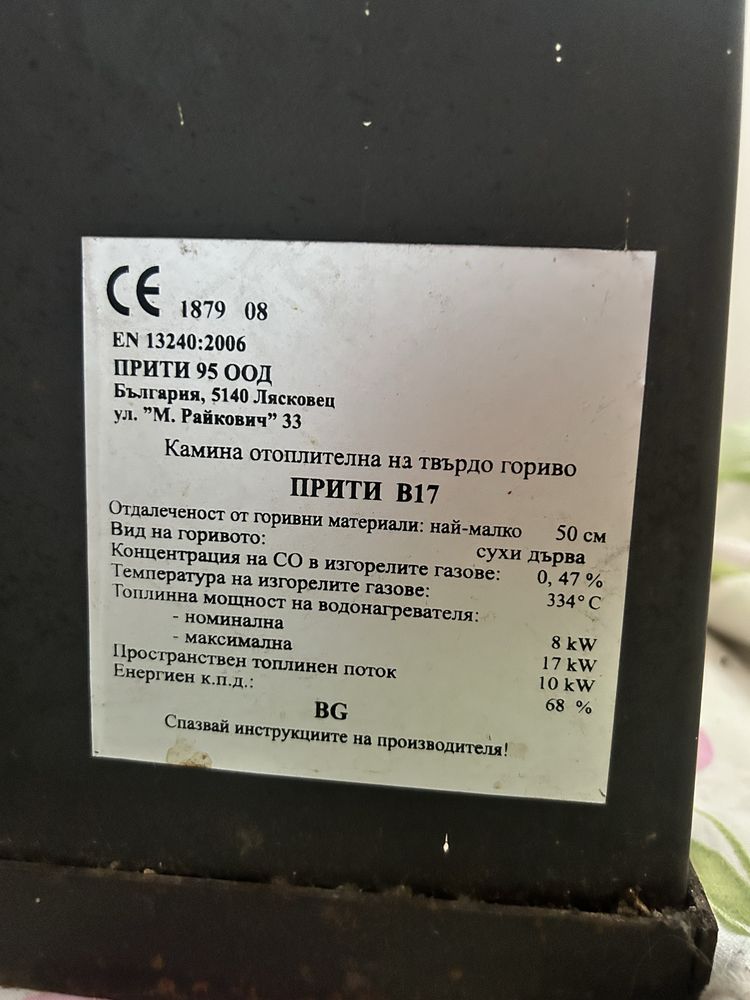 CE 1879 08
EN 13240:2006
ПРИТИ 95 ООД
България, 5140 Лясковец
ул. "М. Райкович" 33
Камина отоплителна на твърдо гориво
ПРИТИ В17
Отдалеченост от горивни материали: най-малко 50 см
Вид на горивото: сухи дърва
Концентрация на СО в изгорелите газове: 0, 47 %
Температура на изгорелите газове: 334° C
Топлинна мощност на водонагревателя:
- номинална 8 kW
- максимална 17 kW
Пространствен топлинен поток 10 kW
Енергиен к.п.д.: 68 %
BG
Спазвай инструкциите на производителя!